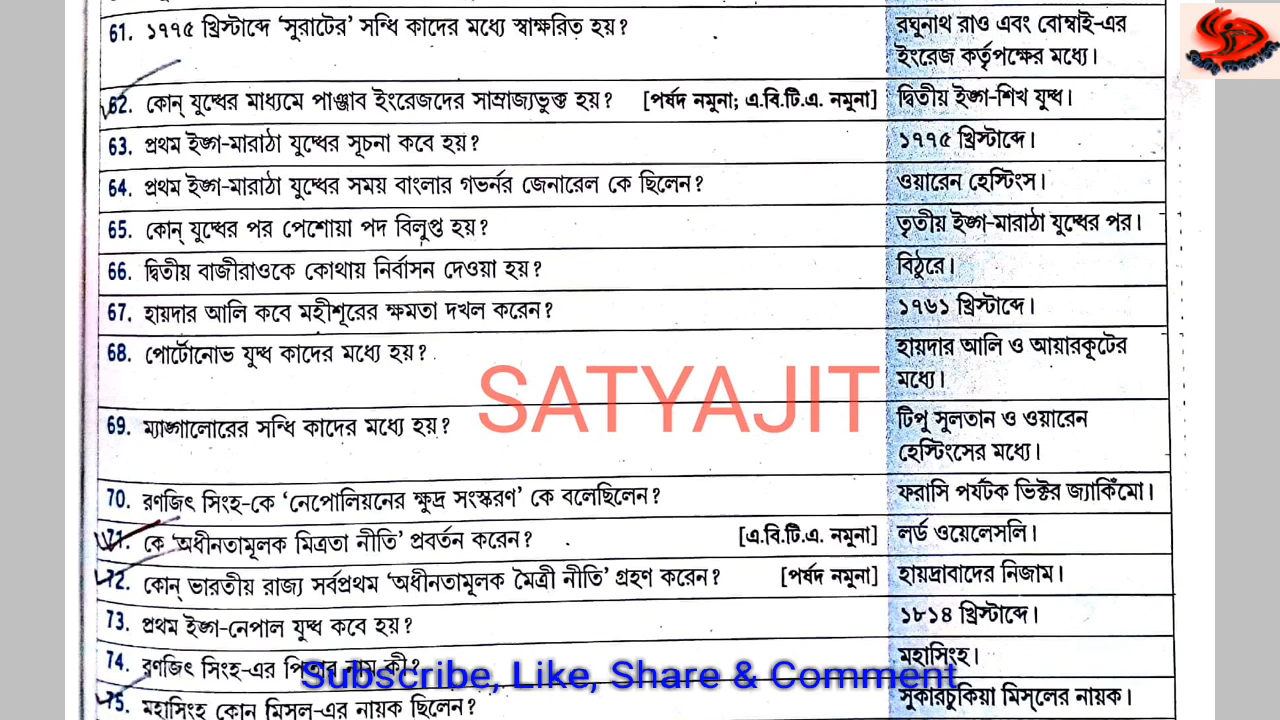 61. ১৭৭৫ খ্রিস্টাব্দে ‘সুরাটের’ সন্ধি কাদের মধ্যে স্বাক্ষরিত হয়? রঘুনাথ রাও এবং বোম্বাই-এর
ইংরেজ কর্তৃপক্ষের মধ্যে।
62. কোন্ যুদ্ধের মাধ্যমে পাঞ্জাব ইংরেজদের সাম্রাজ্যভুক্ত হয়? [পর্ষদ নমুনা; এ.বি.টি.এ. নমুনা] দ্বিতীয় ইঙ্গ-শিখ যুদ্ধ।
63. প্রথম ইঙ্গ-মারাঠা যুদ্ধের সূচনা কবে হয়? ১৭৭৫ খ্রিস্টাব্দে।
64. প্রথম ইঙ্গ-মারাঠা যুদ্ধের সময় বাংলার গভর্নর জেনারেল কে ছিলেন? ওয়ারেন হেস্টিংস।
65. কোন্ যুদ্ধের পর পেশোয়া পদ বিলুপ্ত হয়? তৃতীয় ইঙ্গ-মারাঠা যুদ্ধের পর।
66. দ্বিতীয় বাজীরাওকে কোথায় নির্বাসন দেওয়া হয়? বিঠুরে।
67. হায়দার আলি কবে মহীশূরের ক্ষমতা দখল করেন? ১৭৬১ খ্রিস্টাব্দে।
68. পোর্টোনোভ যুদ্ধ কাদের মধ্যে হয়? হায়দার আলি ও আয়ারকূটের
মধ্যে।
SATYAJIT
69. ম্যাঙ্গালোরের সন্ধি কাদের মধ্যে হয়? টিপু সুলতান ও ওয়ারেন
হেস্টিংসের মধ্যে।
70. রণজিৎ সিংহ-কে ‘নেপোলিয়নের ক্ষুদ্র সংস্করণ’ কে বলেছিলেন? ফরাসি পর্যটক ভিক্টর জ্যাকিঁমো।
71. কে ‘অধীনতামূলক মিত্রতা নীতি’ প্রবর্তন করেন? [এ.বি.টি.এ. নমুনা] লর্ড ওয়েলেসলি।
72. কোন্ ভারতীয় রাজ্য সর্বপ্রথম ‘অধীনতামূলক মৈত্রী নীতি’ গ্রহণ করেন? [পর্ষদ নমুনা] হায়দ্রাবাদের নিজাম।
73. প্রথম ইঙ্গ-নেপাল যুদ্ধ কবে হয়? ১৮১৪ খ্রিস্টাব্দে।
74. রণজিৎ সিংহ-এর পিতার নাম কী? মহাসিংহ।
Subscribe, Like, Share & Comment
75. মহাসিংহ কোন মিসল-এর নায়ক ছিলেন? সুকারচুকিয়া মিস্‌লের নায়ক।